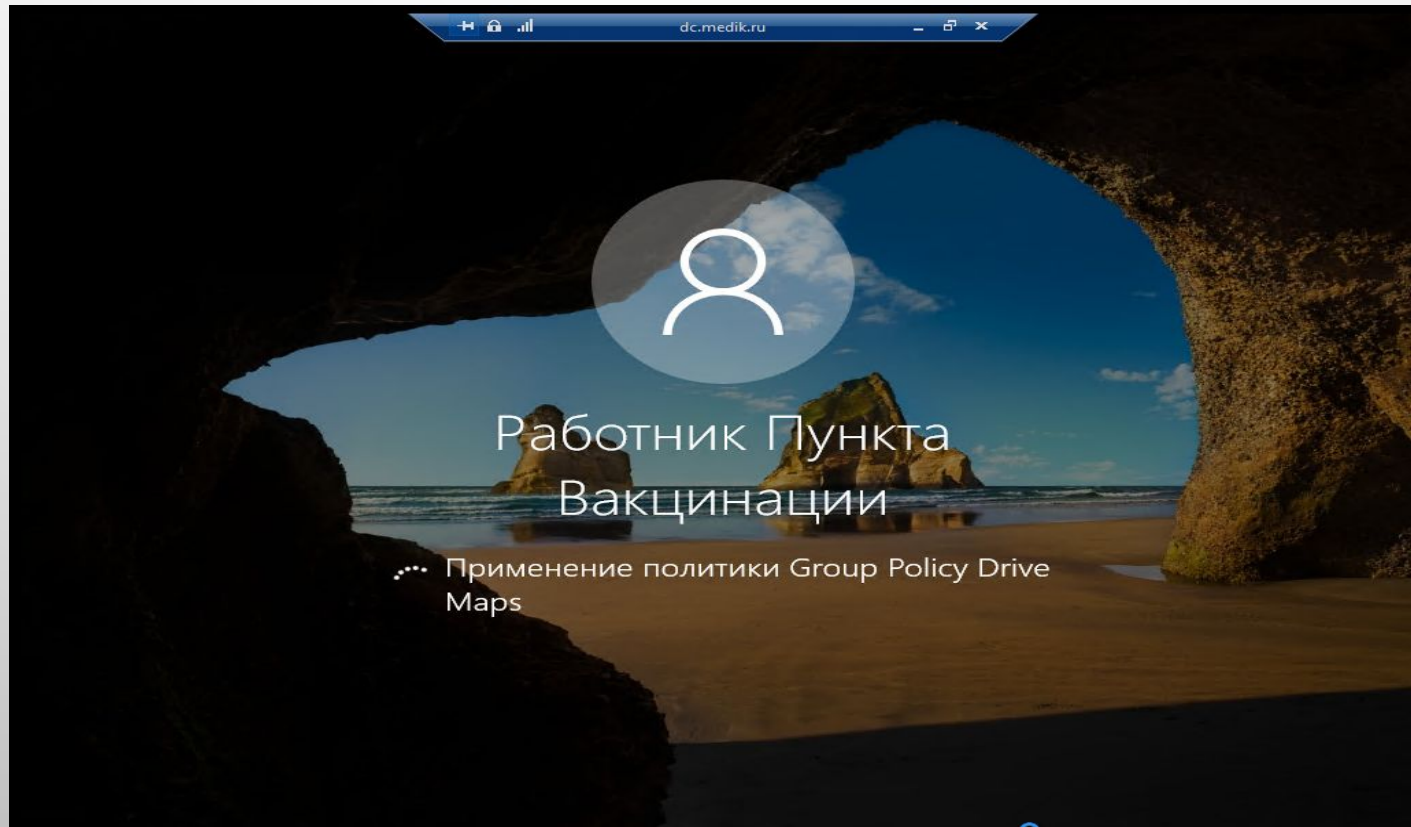 dc.medik.ru
Работник Пункта
Вакцинации
Применение политики Group Policy Drive
Maps